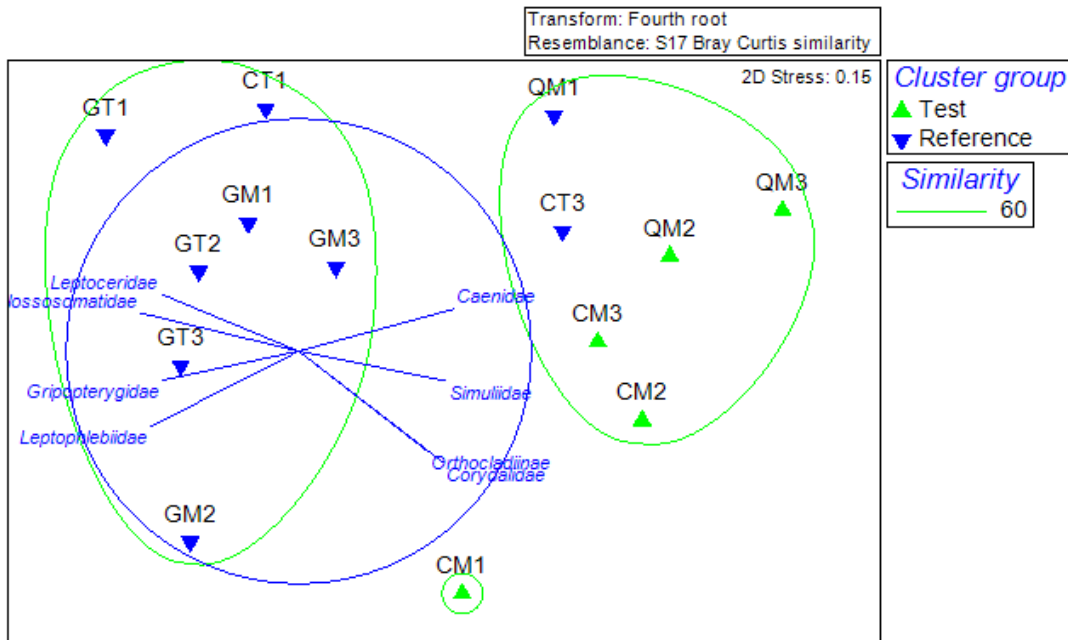 Transform: Fourth root
Resemblance: S17 Bray Curtis similarity
2D Stress: 0.15
Cluster group
Test
Reference
Similarity
60
CT1
GT1
QM1
GM1
QM3
CT3
GT2
GM3
QM2
Leptoceridae
lossosomatidae
Caenidae
CM3
GT3
Gripopterygidae
Simuliidae
CM2
Leptophlebiidae
Orthocladiinae
Corydalidae
GM2
CM1